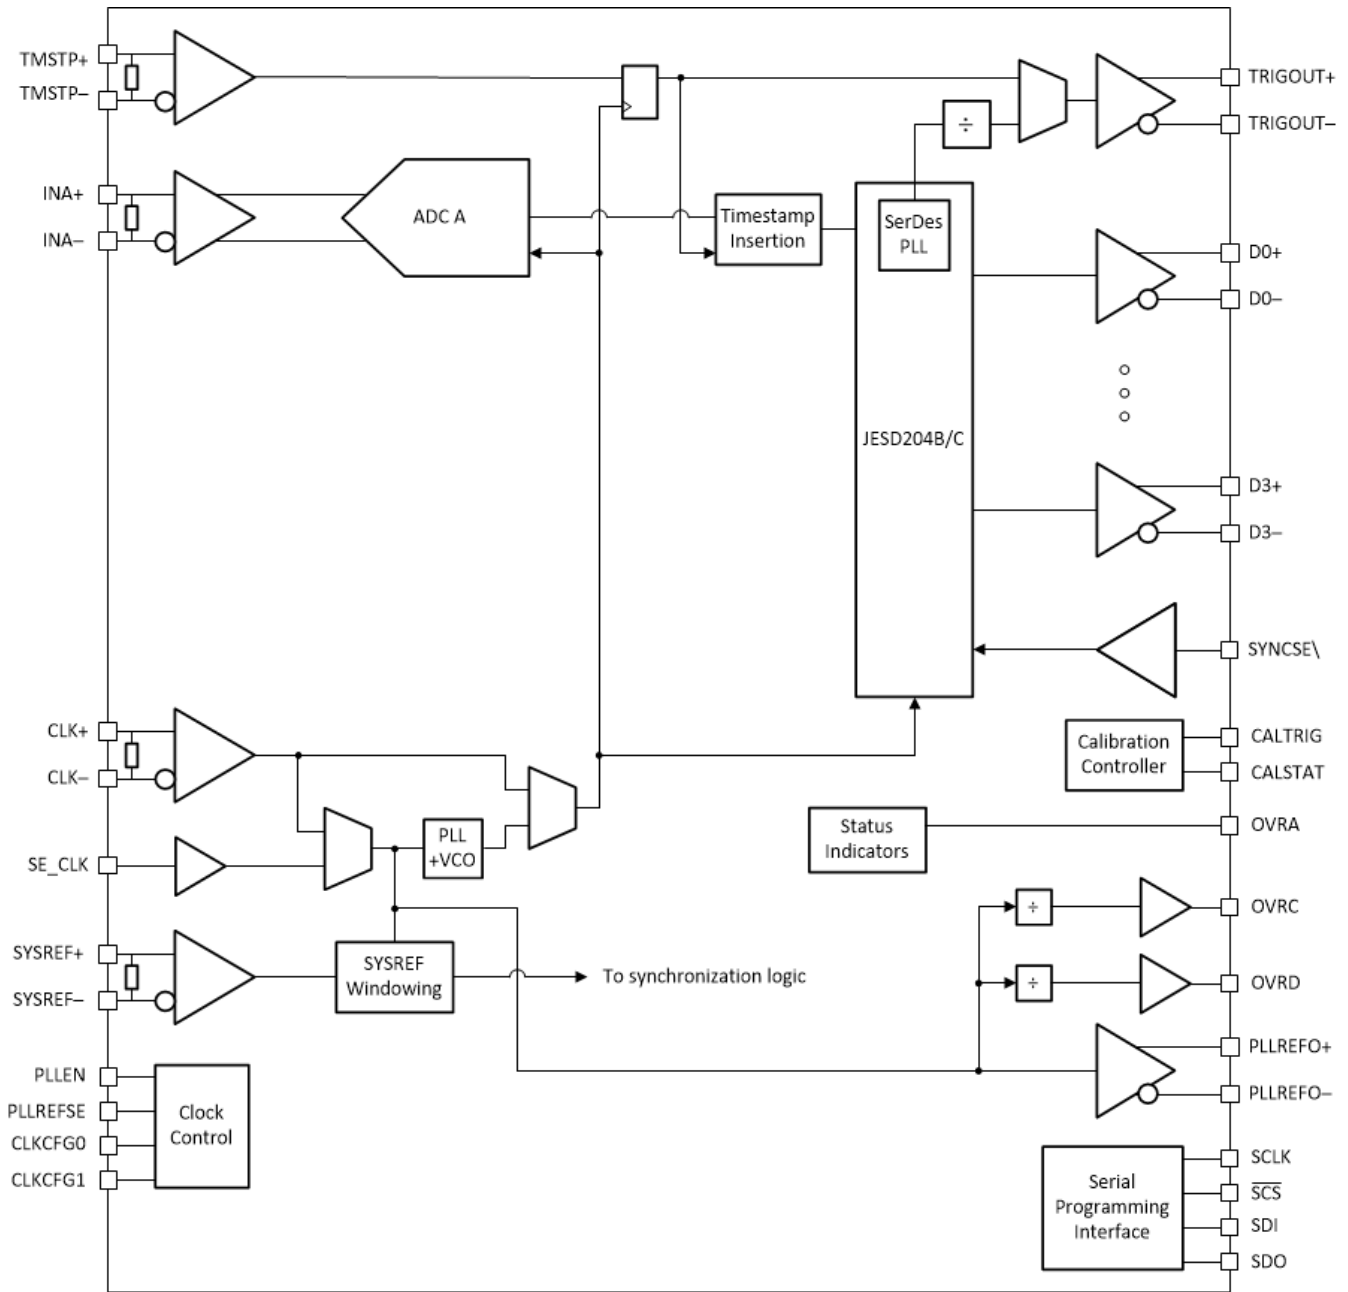 TMSTP+
TMSTP–
INA+
INA–
ADC A
Timestamp
Insertion
÷
SerDes
PLL
JESD204B/C
TRIGOUT+
TRIGOUT–
D0+
D0–
D3+
D3–
SYNCSE\
CLK+
CLK–
SE_CLK
PLL
+VCO
Calibration
Controller
CALTRIG
CALSTAT
Status
Indicators
OVRA
SYSREF+
SYSREF–
SYSREF
Windowing
To synchronization logic
÷
OVRC
÷
OVRD
PLLREFO+
PLLREFO–
PLLEN
PLLREFSE
CLKCFG0
CLKCFG1
Clock
Control
Serial
Programming
Interface
SCLK
SCS
SDI
SDO